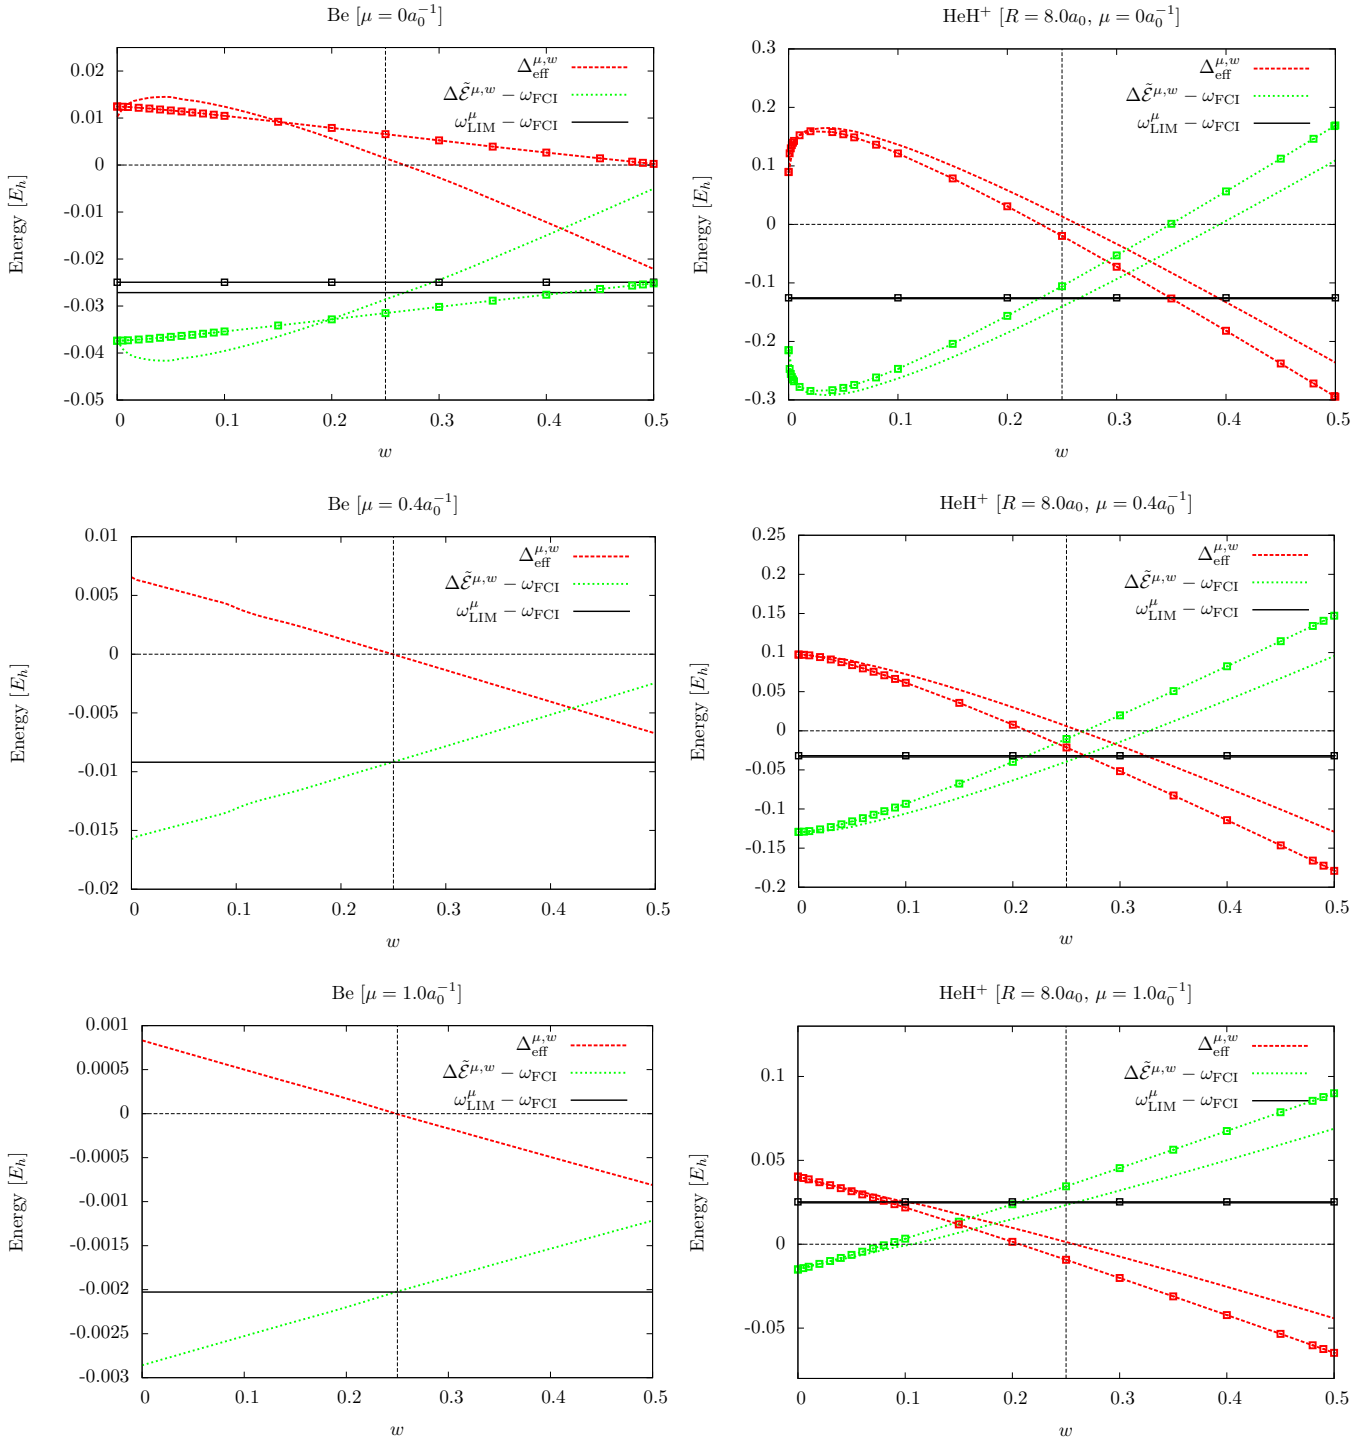 Be [μ = 0a₀⁻¹]
0.02
0.01
0
-0.01
-0.02
-0.03
-0.04
-0.05
0
0.1
0.2
0.3
0.4
0.5
Energy [E_h]
w
Δ_eff^{μ,w}
Δℰ̃^{μ,w} − ω_FCI
ω_LIM^μ − ω_FCI
HeH⁺ [R = 8.0a₀, μ = 0a₀⁻¹]
0.3
0.2
0.1
0
-0.1
-0.2
-0.3
0
0.1
0.2
0.3
0.4
0.5
Energy [E_h]
w
Δ_eff^{μ,w}
Δℰ̃^{μ,w} − ω_FCI
ω_LIM^μ − ω_FCI
Be [μ = 0.4a₀⁻¹]
0.01
0.005
0
-0.005
-0.01
-0.015
-0.02
0
0.1
0.2
0.3
0.4
0.5
Energy [E_h]
w
Δ_eff^{μ,w}
Δℰ̃^{μ,w} − ω_FCI
ω_LIM^μ − ω_FCI
HeH⁺ [R = 8.0a₀, μ = 0.4a₀⁻¹]
0.25
0.2
0.15
0.1
0.05
0
-0.05
-0.1
-0.15
-0.2
0
0.1
0.2
0.3
0.4
0.5
Energy [E_h]
w
Δ_eff^{μ,w}
Δℰ̃^{μ,w} − ω_FCI
ω_LIM^μ − ω_FCI
Be [μ = 1.0a₀⁻¹]
0.001
0.0005
0
-0.0005
-0.001
-0.0015
-0.002
-0.0025
-0.003
0
0.1
0.2
0.3
0.4
0.5
Energy [E_h]
w
Δ_eff^{μ,w}
Δℰ̃^{μ,w} − ω_FCI
ω_LIM^μ − ω_FCI
HeH⁺ [R = 8.0a₀, μ = 1.0a₀⁻¹]
0.1
0.05
0
-0.05
0
0.1
0.2
0.3
0.4
0.5
Energy [E_h]
w
Δ_eff^{μ,w}
Δℰ̃^{μ,w} − ω_FCI
ω_LIM^μ − ω_FCI